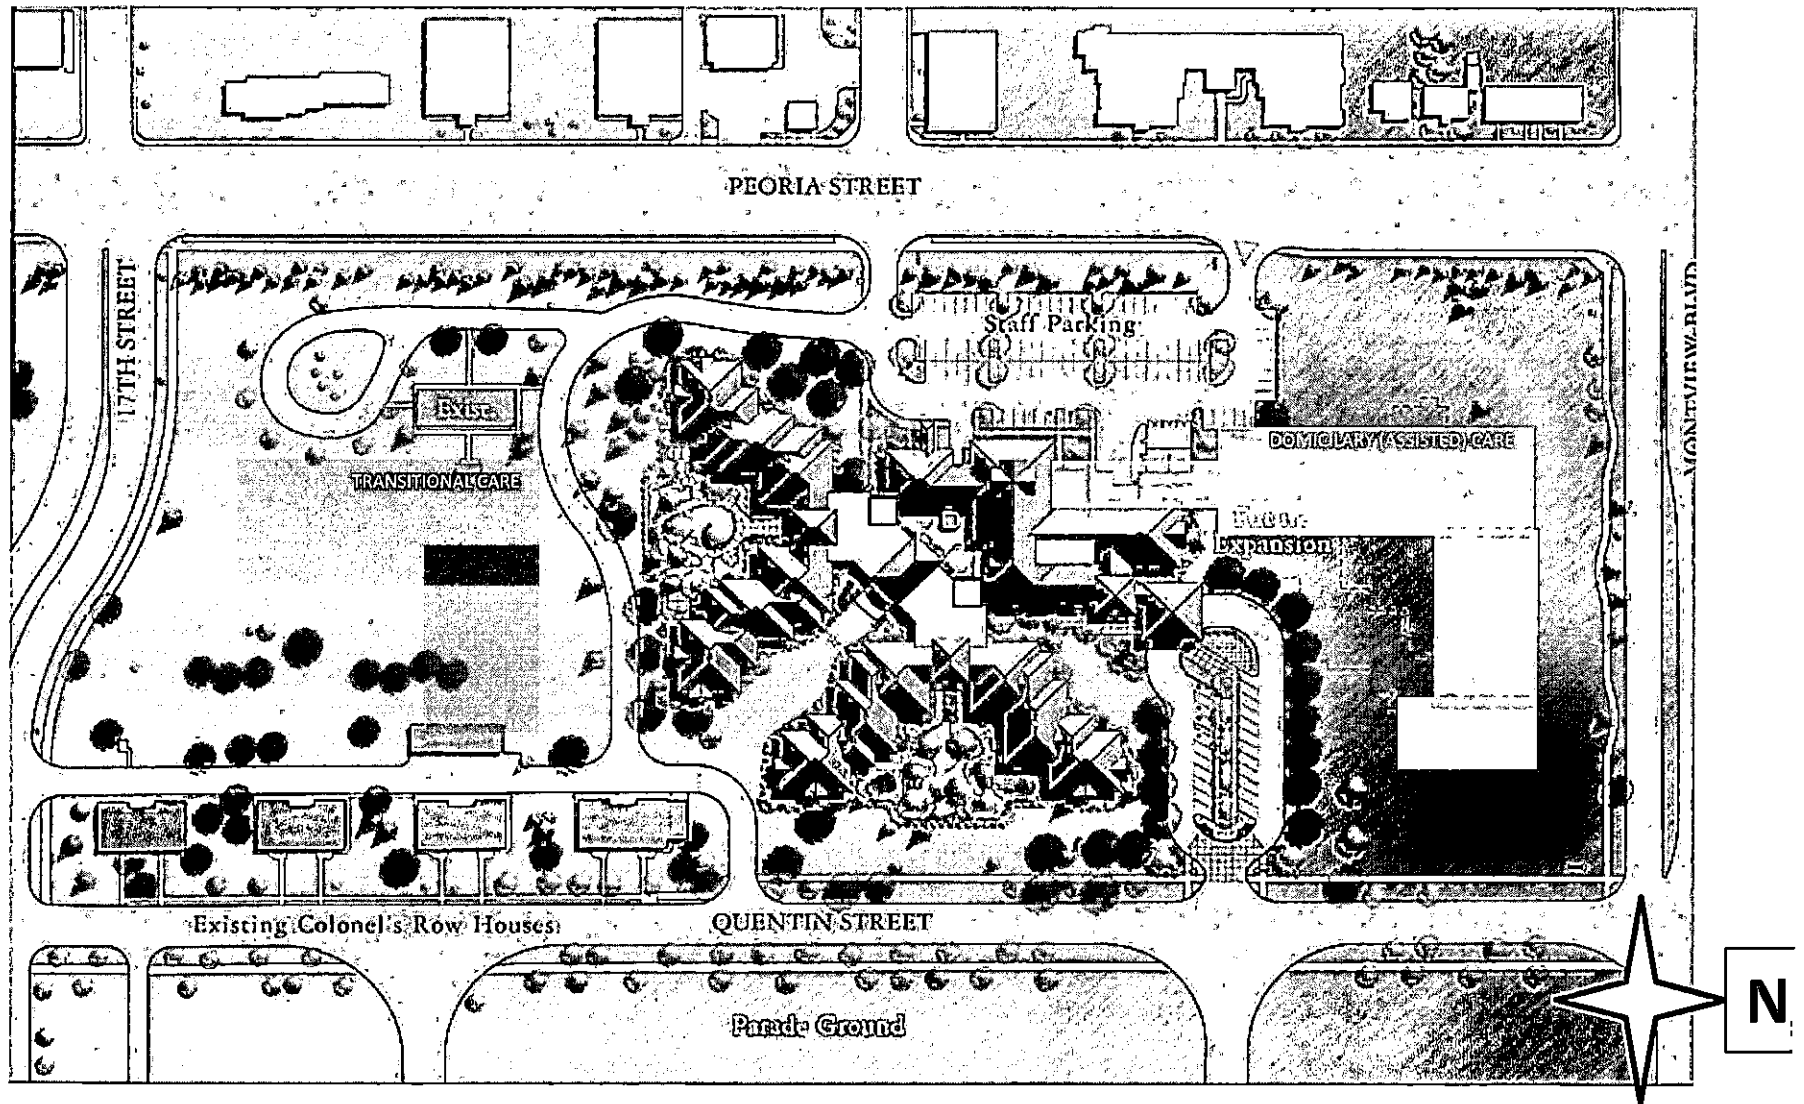 PEORIA STREET
17TH STREET
MONTVIEW BLVD
Staff Parking
Exist.
DOMICILARY (ASSISTED) CARE
TRANSITIONAL CARE
Future
Expansion
Existing Colonel's Row Houses
QUENTIN STREET
Parade Ground
N